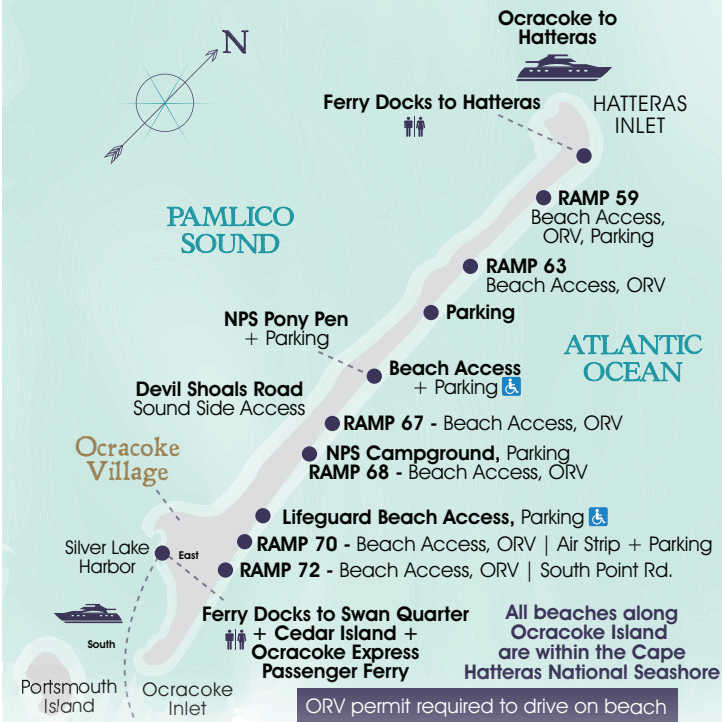 Ocracoke to
Hatteras
N
Ferry Docks to Hatteras
HATTERAS
INLET
RAMP 59
Beach Access,
ORV, Parking
PAMLICO
SOUND
RAMP 63
Beach Access, ORV
NPS Pony Pen
+ Parking
Parking
ATLANTIC
OCEAN
Beach Access
+ Parking
Devil Shoals Road
Sound Side Access
RAMP 67 - Beach Access, ORV
Ocracoke
Village
NPS Campground, Parking
RAMP 68 - Beach Access, ORV
Lifeguard Beach Access, Parking
Silver Lake
Harbor
East
RAMP 70 - Beach Access, ORV | Air Strip + Parking
RAMP 72 - Beach Access, ORV | South Point Rd.
Ferry Docks to Swan Quarter
+ Cedar Island +
Ocracoke Express
Passenger Ferry
All beaches along
Ocracoke Island
are within the Cape
Hatteras National Seashore
South
Portsmouth
Island
Ocracoke
Inlet
ORV permit required to drive on beach